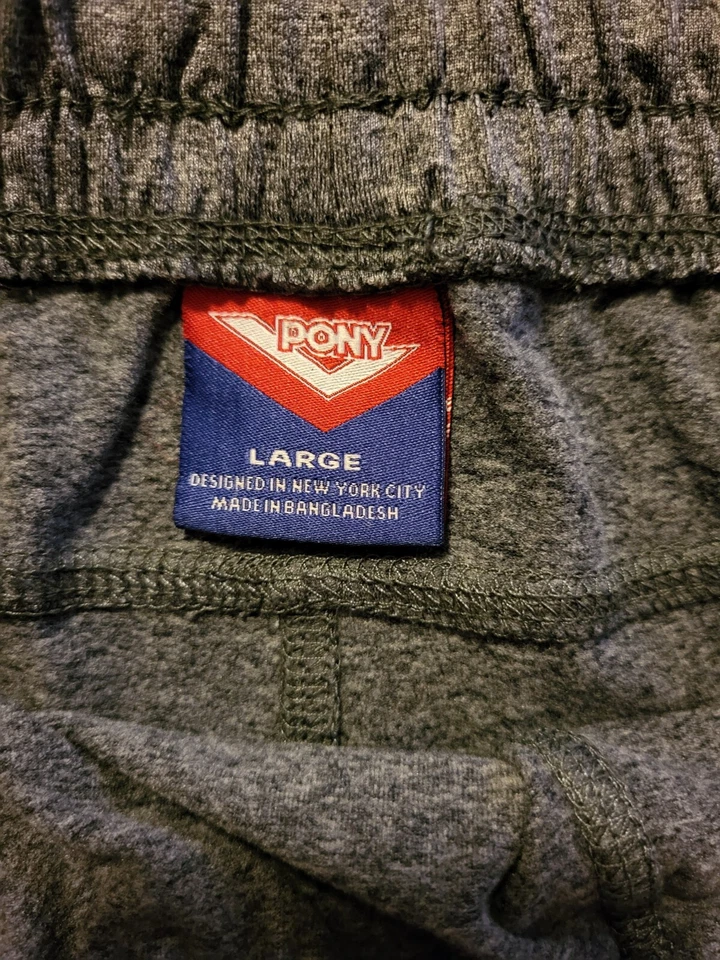 PONY
LARGE
DESIGNED IN NEW YORK CITY
MADE IN BANGLADESH